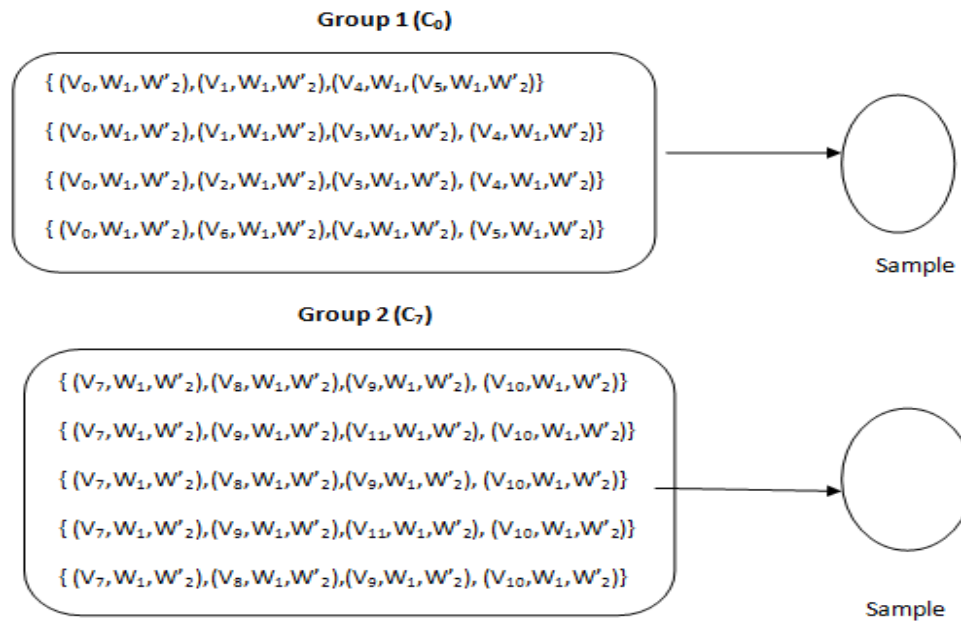 Group 1 (C₀)
{ (V₀,W₁,W'₂),(V₁,W₁,W'₂),(V₄,W₁,(V₅,W₁,W'₂)}
{ (V₀,W₁,W'₂),(V₁,W₁,W'₂),(V₃,W₁,W'₂), (V₄,W₁,W'₂)}
{ (V₀,W₁,W'₂),(V₂,W₁,W'₂),(V₃,W₁,W'₂), (V₄,W₁,W'₂)}
{ (V₀,W₁,W'₂),(V₆,W₁,W'₂),(V₄,W₁,W'₂), (V₅,W₁,W'₂)}
Sample
Group 2 (C₇)
{ (V₇,W₁,W'₂),(V₈,W₁,W'₂),(V₉,W₁,W'₂), (V₁₀,W₁,W'₂)}
{ (V₇,W₁,W'₂),(V₉,W₁,W'₂),(V₁₁,W₁,W'₂), (V₁₀,W₁,W'₂)}
{ (V₇,W₁,W'₂),(V₈,W₁,W'₂),(V₉,W₁,W'₂), (V₁₀,W₁,W'₂)}
{ (V₇,W₁,W'₂),(V₉,W₁,W'₂),(V₁₁,W₁,W'₂), (V₁₀,W₁,W'₂)}
{ (V₇,W₁,W'₂),(V₈,W₁,W'₂),(V₉,W₁,W'₂), (V₁₀,W₁,W'₂)}
Sample